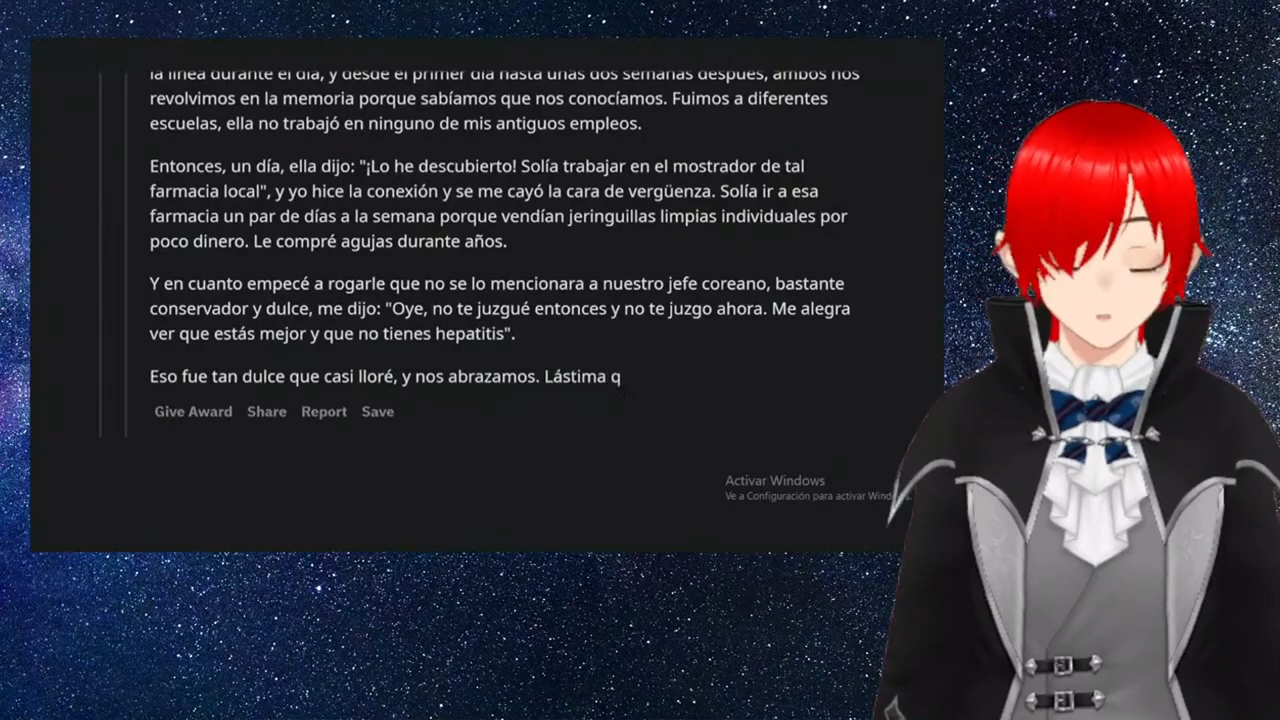 la línea durante el día, y desde el primer día hasta unas dos semanas después, ambos nos
revolvimos en la memoria porque sabíamos que nos conocíamos. Fuimos a diferentes
escuelas, ella no trabajó en ninguno de mis antiguos empleos.
Entonces, un día, ella dijo: "¡Lo he descubierto! Solía trabajar en el mostrador de tal
farmacia local", y yo hice la conexión y se me cayó la cara de vergüenza. Solía ir a esa
farmacia un par de días a la semana porque vendían jeringuillas limpias individuales por
poco dinero. Le compré agujas durante años.
Y en cuanto empecé a rogarle que no se lo mencionara a nuestro jefe coreano, bastante
conservador y dulce, me dijo: "Oye, no te juzgué entonces y no te juzgo ahora. Me alegra
ver que estás mejor y que no tienes hepatitis".
Eso fue tan dulce que casi lloré, y nos abrazamos. Lástima q
Give Award Share Report Save
Activar Windows
Ve a Configuración para activar